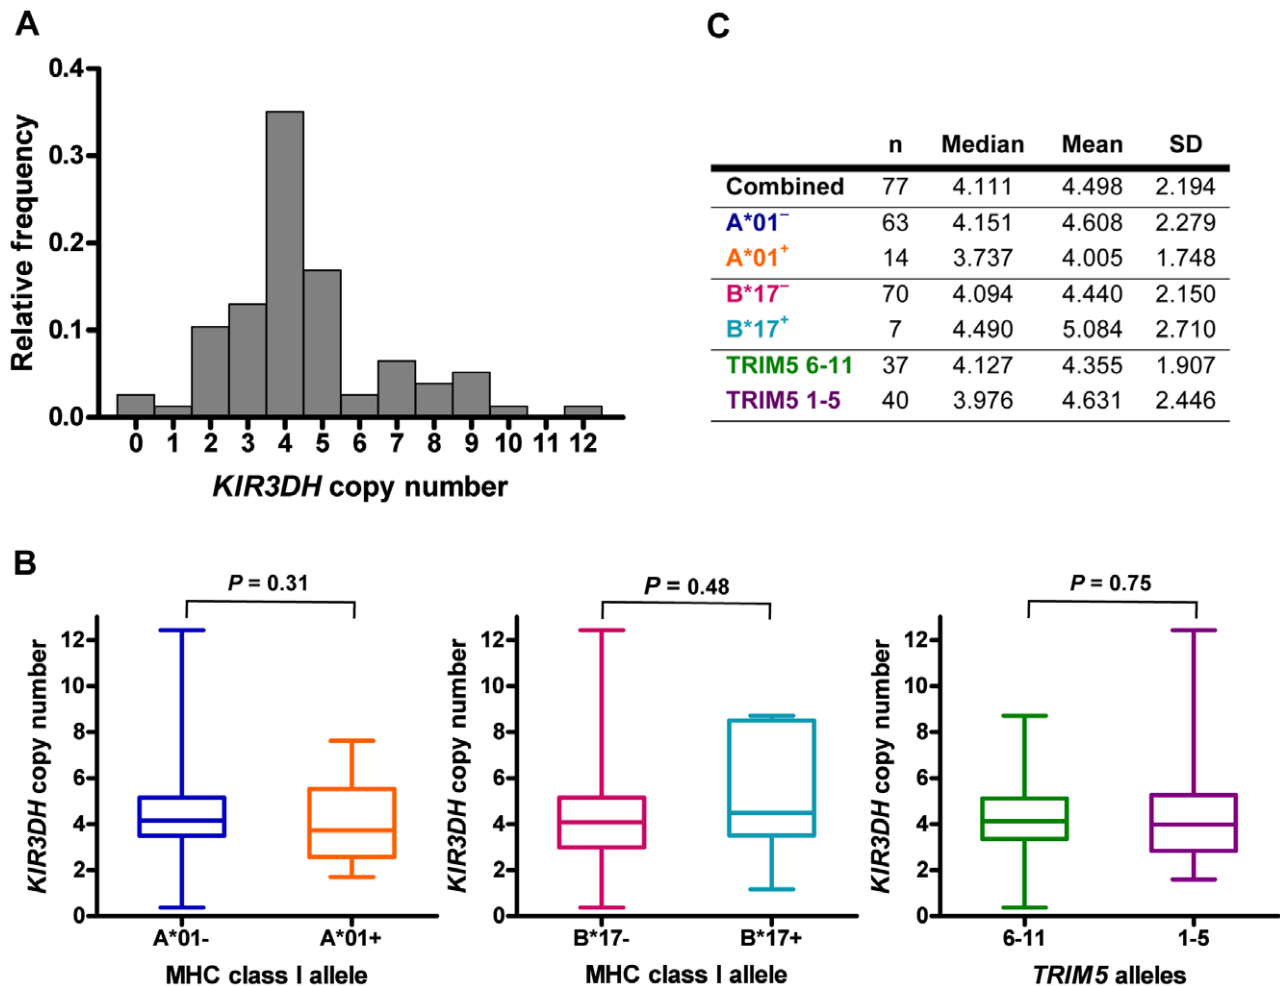 A
Relative frequency
0.4
0.3
0.2
0.1
0.0
0 1 2 3 4 5 6 7 8 9 10 11 12
KIR3DH copy number
C
n Median Mean SD
Combined 77 4.111 4.498 2.194
A*01⁻ 63 4.151 4.608 2.279
A*01⁺ 14 3.737 4.005 1.748
B*17⁻ 70 4.094 4.440 2.150
B*17⁺ 7 4.490 5.084 2.710
TRIM5 6-11 37 4.127 4.355 1.907
TRIM5 1-5 40 3.976 4.631 2.446
B
P = 0.31
KIR3DH copy number
12
10
8
6
4
2
0
A*01- A*01+
MHC class I allele
P = 0.48
KIR3DH copy number
12
10
8
6
4
2
0
B*17- B*17+
MHC class I allele
P = 0.75
KIR3DH copy number
12
10
8
6
4
2
0
6-11 1-5
TRIM5 alleles